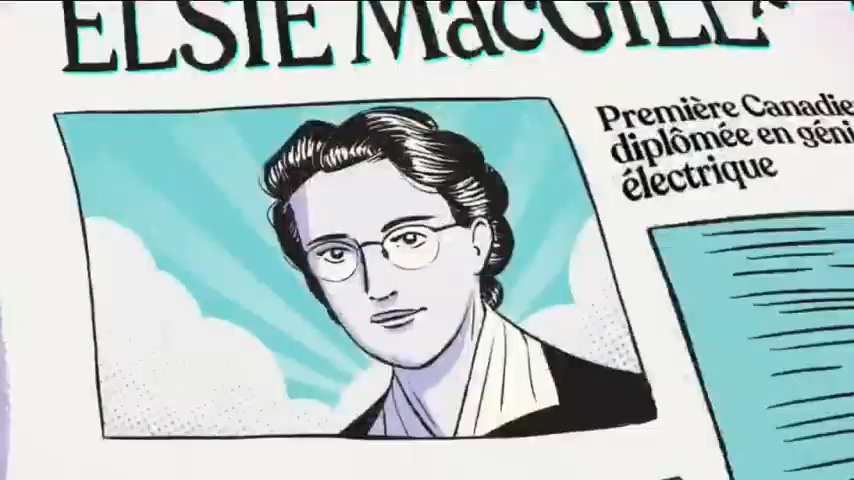 ELSIE MacGILL
Première Canadie
diplômée en géni
électrique